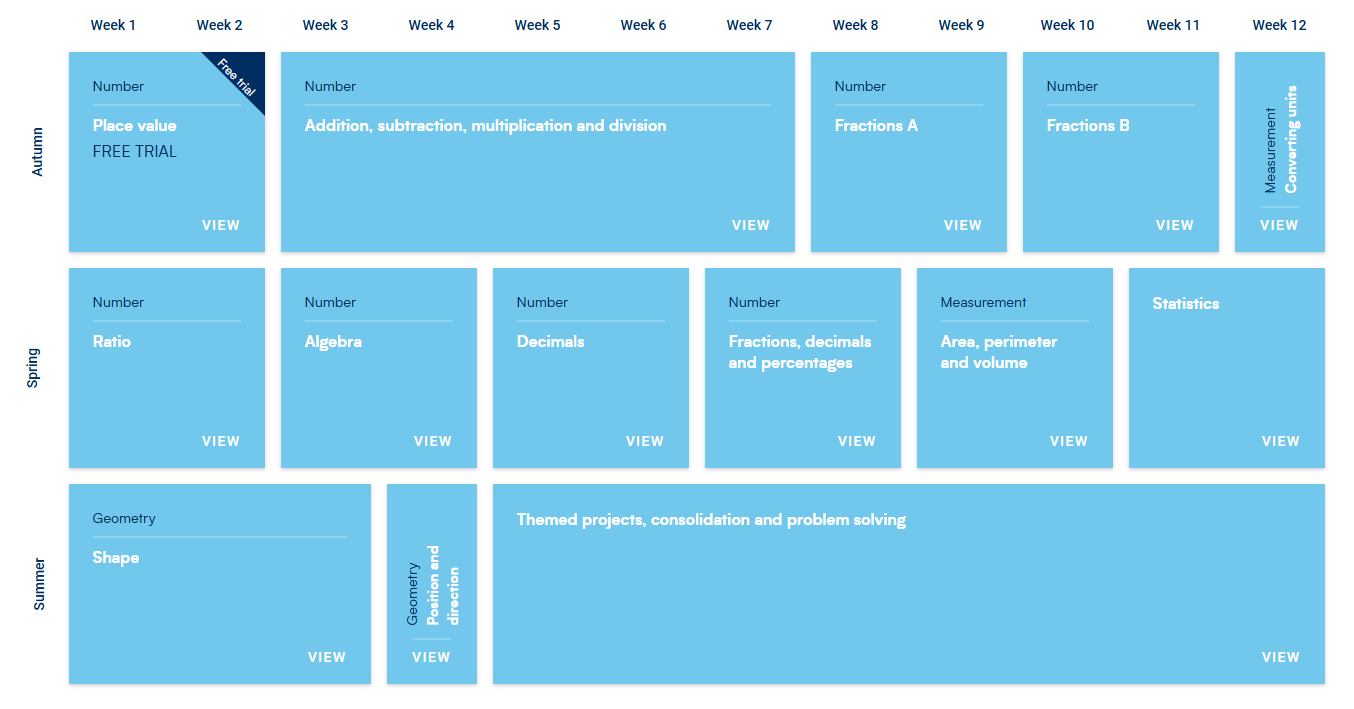 Week 1
Week 2
Week 3
Week 4
Week 5
Week 6
Week 7
Week 8
Week 9
Week 10
Week 11
Week 12
Autumn
Number
Free trial
Place value
FREE TRIAL
VIEW
Number
Addition, subtraction, multiplication and division
VIEW
Number
Fractions A
VIEW
Number
Fractions B
VIEW
Measurement
Converting units
VIEW
Spring
Number
Ratio
VIEW
Number
Algebra
VIEW
Number
Decimals
VIEW
Number
Fractions, decimals
and percentages
VIEW
Measurement
Area, perimeter
and volume
VIEW
Statistics
VIEW
Summer
Geometry
Shape
VIEW
Geometry
Position and
direction
VIEW
Themed projects, consolidation and problem solving
VIEW